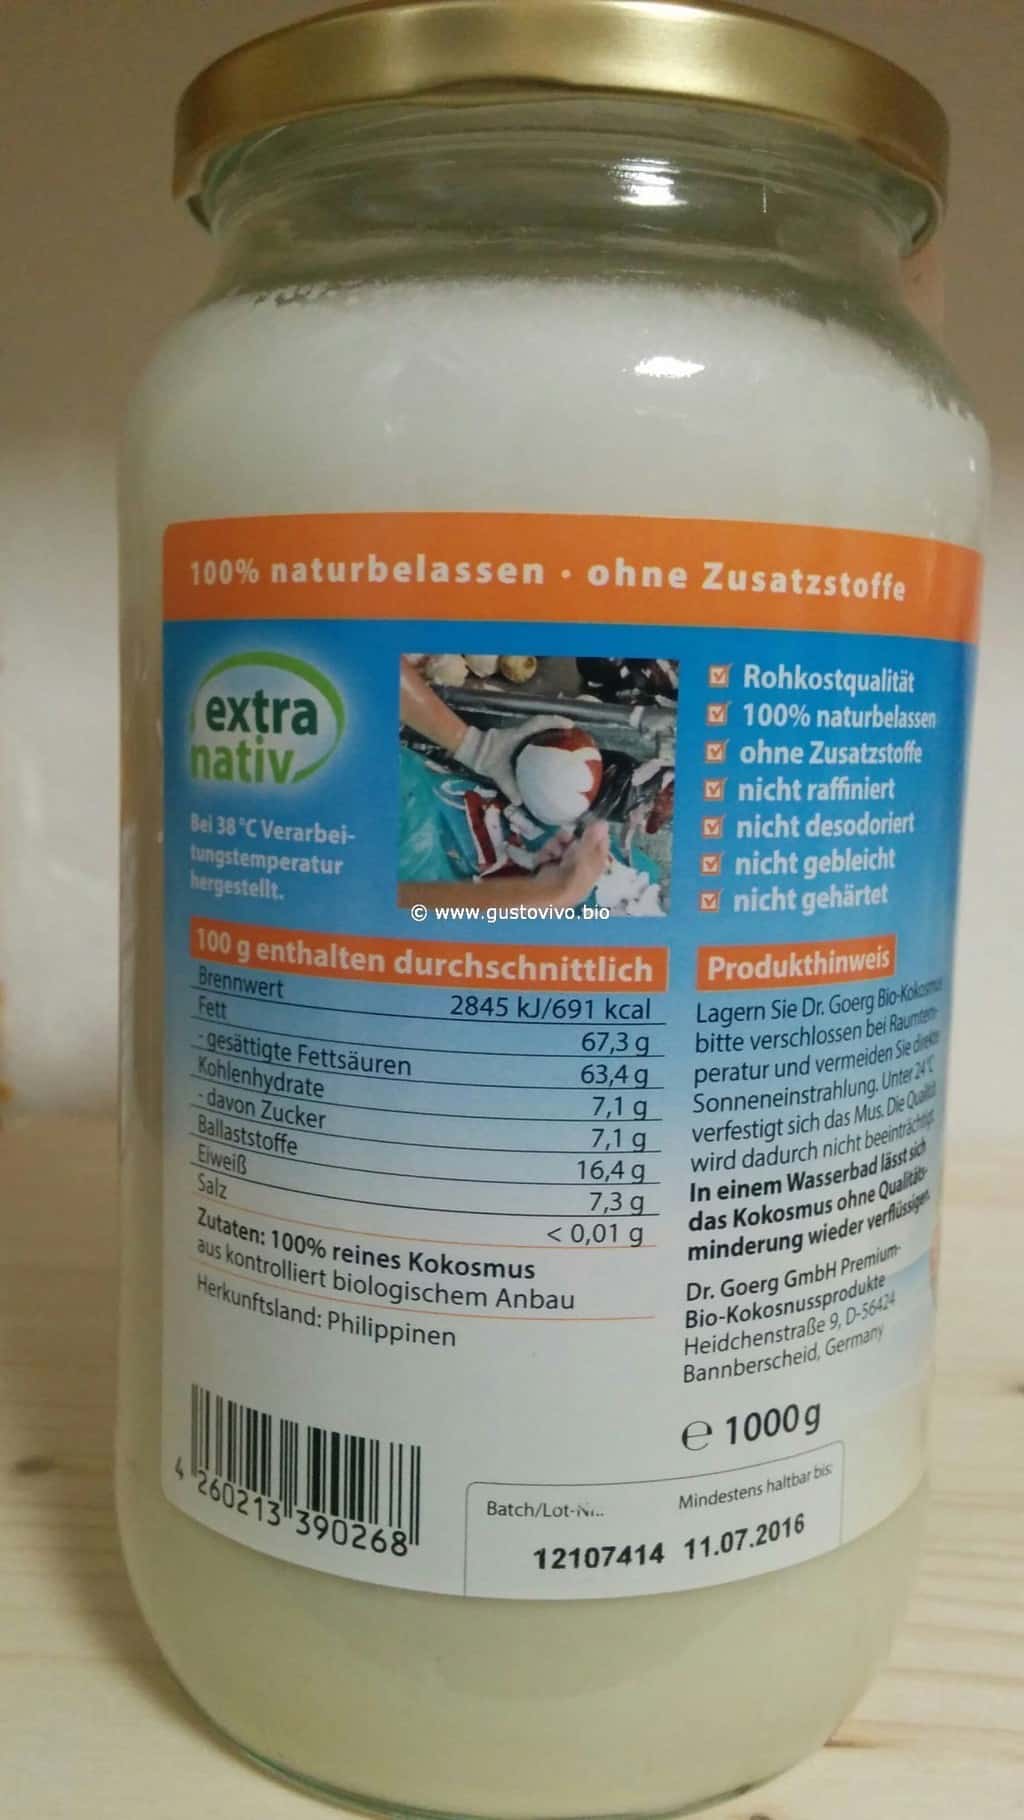 100% naturbelassen · ohne Zusatzstoffe
extra
nativ
Bei 38 °C Verarbei-
tungstemperatur
hergestellt.
Rohkostqualität
100% naturbelassen
ohne Zusatzstoffe
nicht raffiniert
nicht desodoriert
nicht gebleicht
nicht gehärtet
© www.gustovivo.bio
100 g enthalten durchschnittlich
Brennwert 2845 kJ/691 kcal
Fett 67,3 g
- gesättigte Fettsäuren 63,4 g
Kohlenhydrate 7,1 g
- davon Zucker 7,1 g
Ballaststoffe 16,4 g
Eiweiß 7,3 g
Salz < 0,01 g
Zutaten: 100% reines Kokosmus
aus kontrolliert biologischem Anbau
Herkunftsland: Philippinen
Produkthinweis
Lagern Sie Dr. Goerg Bio-Kokosmus
bitte verschlossen bei Raumtem-
peratur und vermeiden Sie direkte
Sonneneinstrahlung. Unter 24°C
verfestigt sich das Mus. Die Qualität
wird dadurch nicht beeinträchtigt.
In einem Wasserbad lässt sich
das Kokosmus ohne Qualitäts-
minderung wieder verflüssigen.
Dr. Goerg GmbH Premium-
Bio-Kokosnussprodukte
Heidchenstraße 9, D-56424
Bannberscheid, Germany
℮ 1000 g
4 260213 390268
Batch/Lot-Nr.. Mindestens haltbar bis:
12107414 11.07.2016